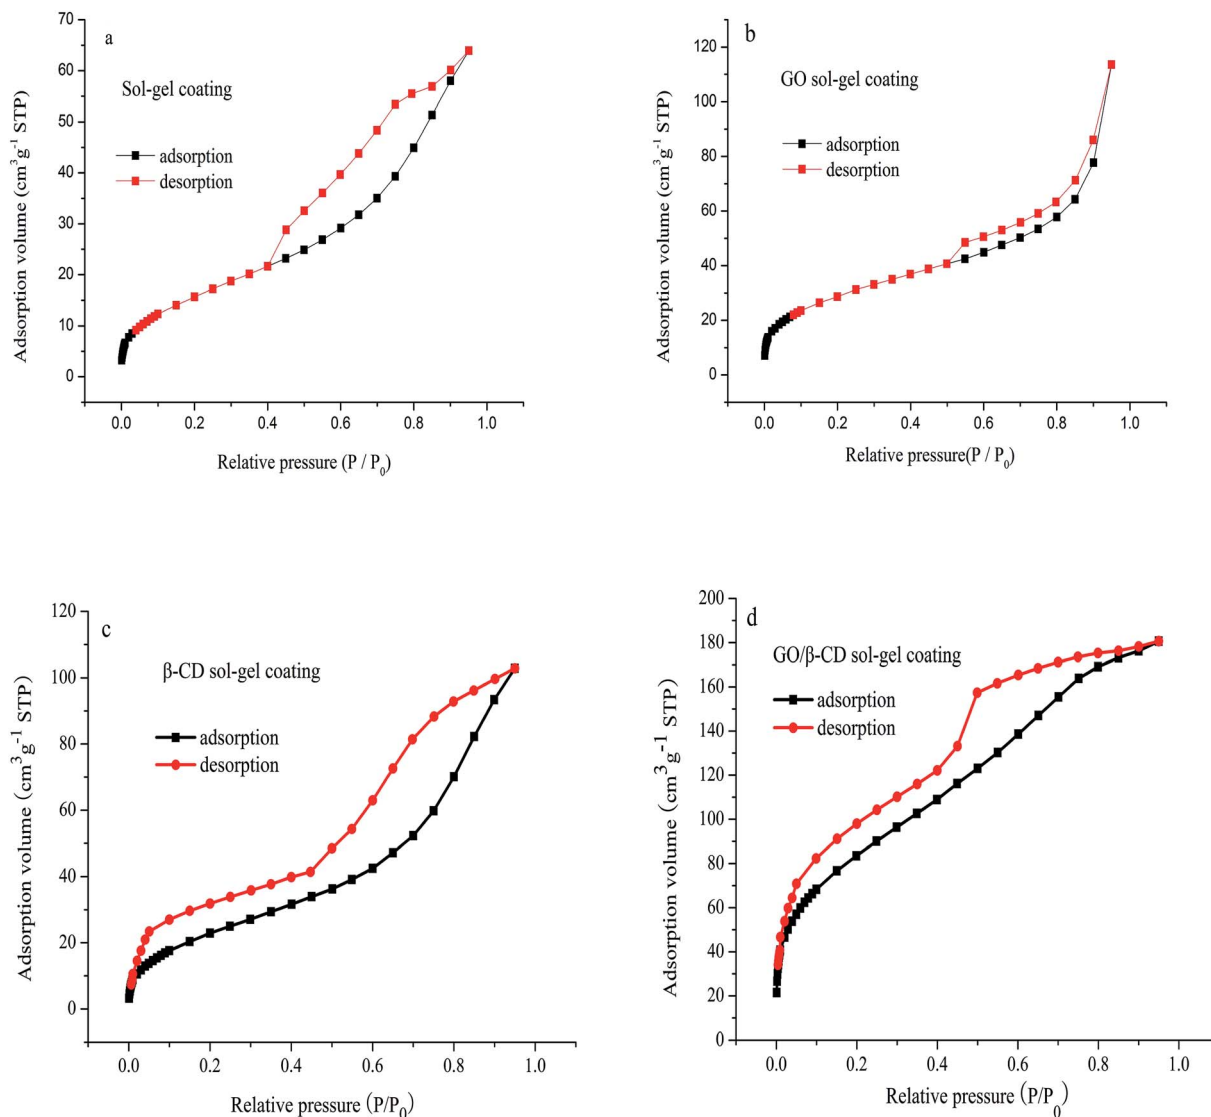 a
Sol-gel coating
adsorption
desorption
70
60
50
40
30
20
10
0
Adsorption volume (cm³g⁻¹ STP)
0.0 0.2 0.4 0.6 0.8 1.0
Relative pressure (P / P₀)
b
GO sol-gel coating
adsorption
desorption
120
100
80
60
40
20
0
Adsorption volume (cm³g⁻¹ STP)
0.0 0.2 0.4 0.6 0.8 1.0
Relative pressure(P / P₀)
c
β-CD sol-gel coating
adsorption
desorption
120
100
80
60
40
20
0
Adsorption volume (cm³g⁻¹ STP)
0.0 0.2 0.4 0.6 0.8 1.0
Relative pressure (P/P₀)
d
GO/β-CD sol-gel coating
adsorption
desorption
200
180
160
140
120
100
80
60
40
20
0
Adsorption volume (cm³g⁻¹ STP)
0.0 0.2 0.4 0.6 0.8 1.0
Relative pressure (P/P₀)